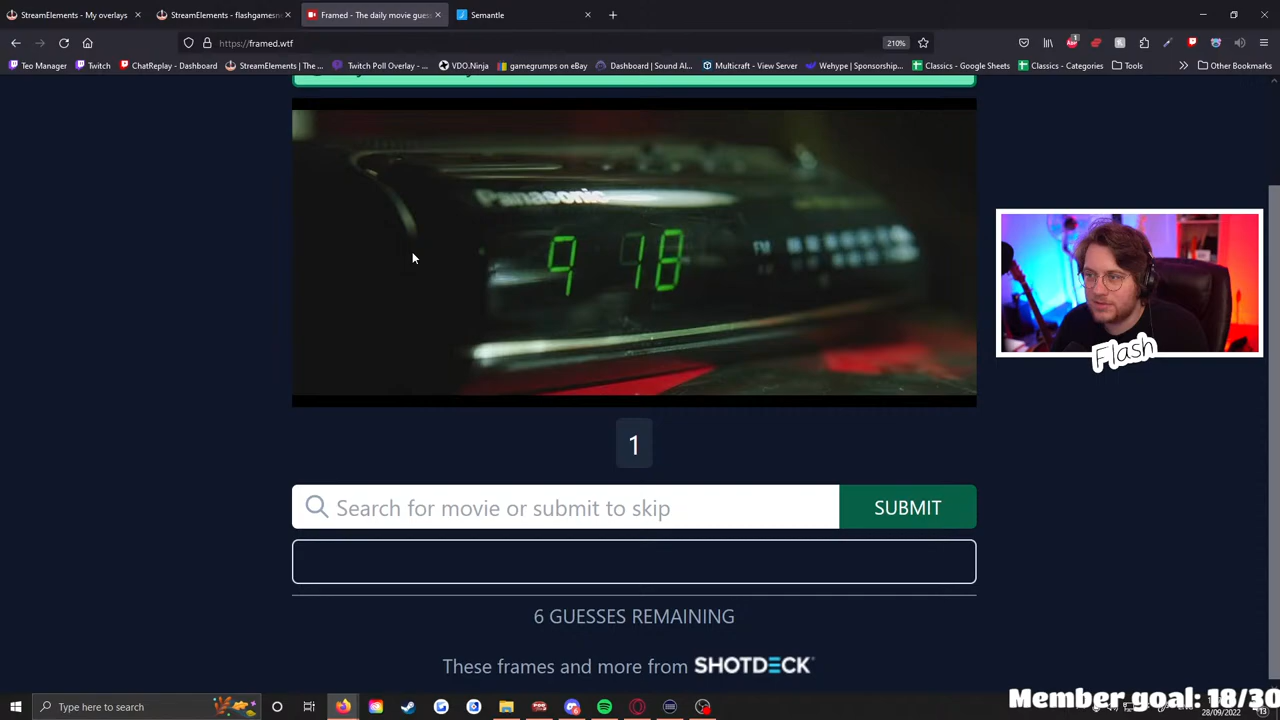 StreamElements - My overlays
StreamElements - flashgames
Framed - The daily movie gues
Semantle
https://framed.wtf
210%
Teo Manager
Twitch
ChatReplay - Dashboard
StreamElements | The ...
Twitch Poll Overlay - ...
VDO.Ninja
gamegrumps on eBay
Dashboard | Sound Al...
Multicraft - View Server
Wehype | Sponsorship...
Classics - Google Sheets
Classics - Categories
Tools
Other Bookmarks
Panasonic
9 18
FM
Flash
1
Search for movie or submit to skip
SUBMIT
6 GUESSES REMAINING
These frames and more from SHOTDECK
Type here to search
Member goal: 18/30
28/09/2022